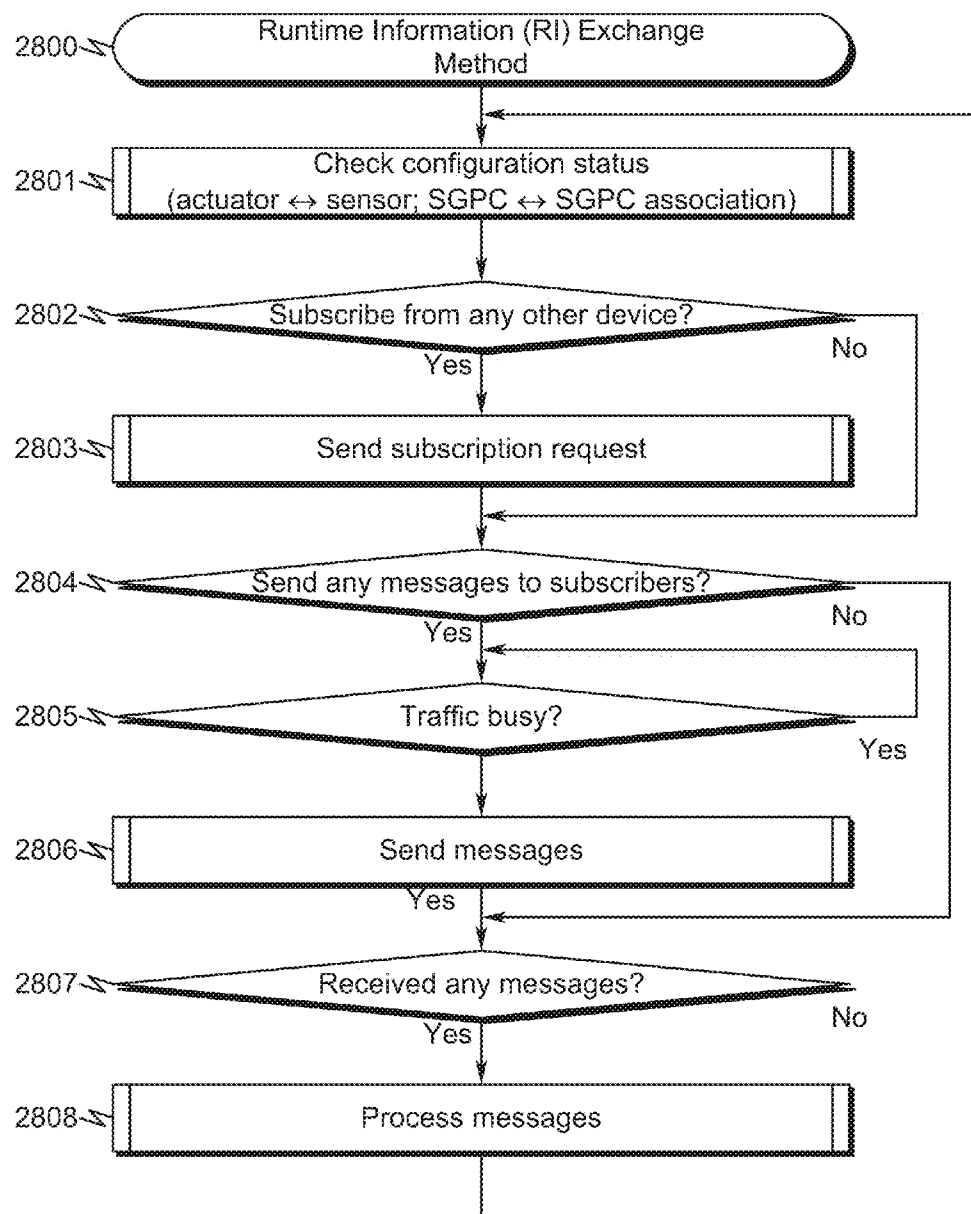 2800
Runtime Information (RI) Exchange
Method
2801
Check configuration status
(actuator ↔ sensor; SGPC ↔ SGPC association)
2802
Subscribe from any other device?
No
Yes
2803
Send subscription request
2804
Send any messages to subscribers?
No
Yes
2805
Traffic busy?
Yes
2806
Send messages
Yes
2807
Received any messages?
No
Yes
2808
Process messages